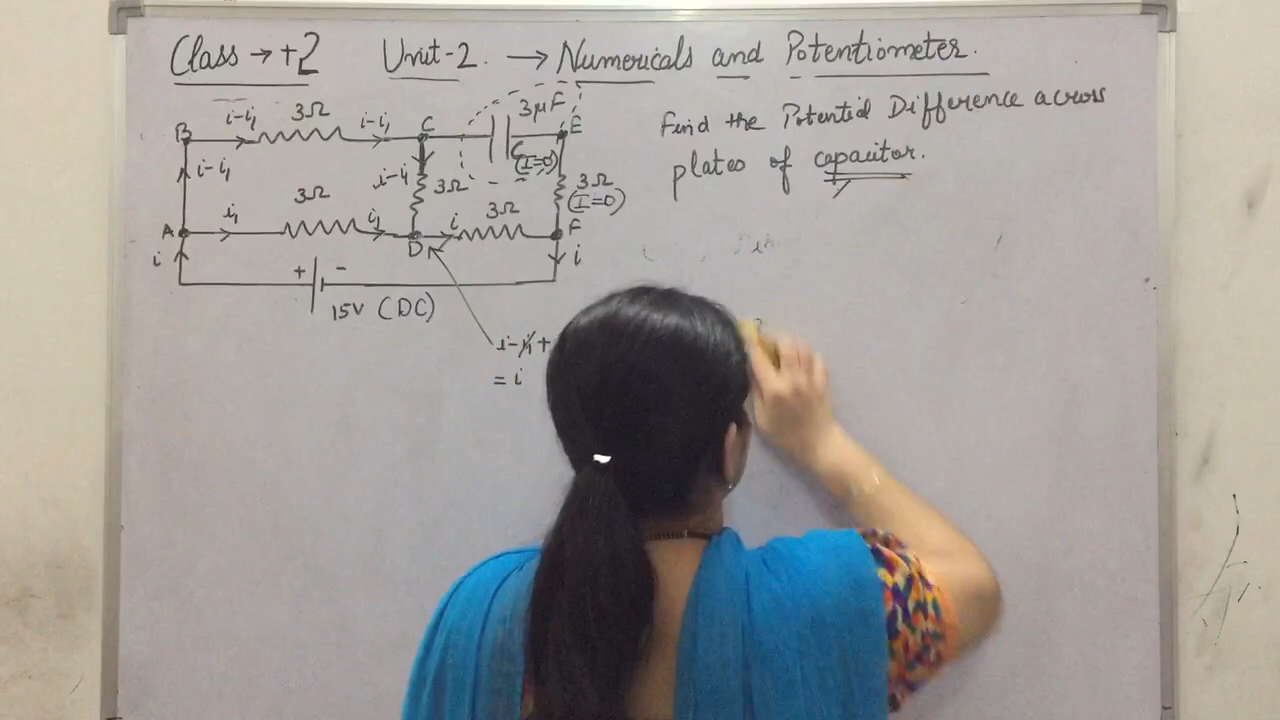 Class → +2 Unit-2. → Numericals and Potentiometer.
Find the Potential Difference across
plates of capacitor.
3μF
B i-i₁ 3Ω i-i₁ C C E
(I=0)
i-i₁ i-i₁ 3Ω 3Ω
(I=0)
3Ω 3Ω
A i₁ i₁ D i F
i i
+ -
15V (DC)
i-i₁+
= i